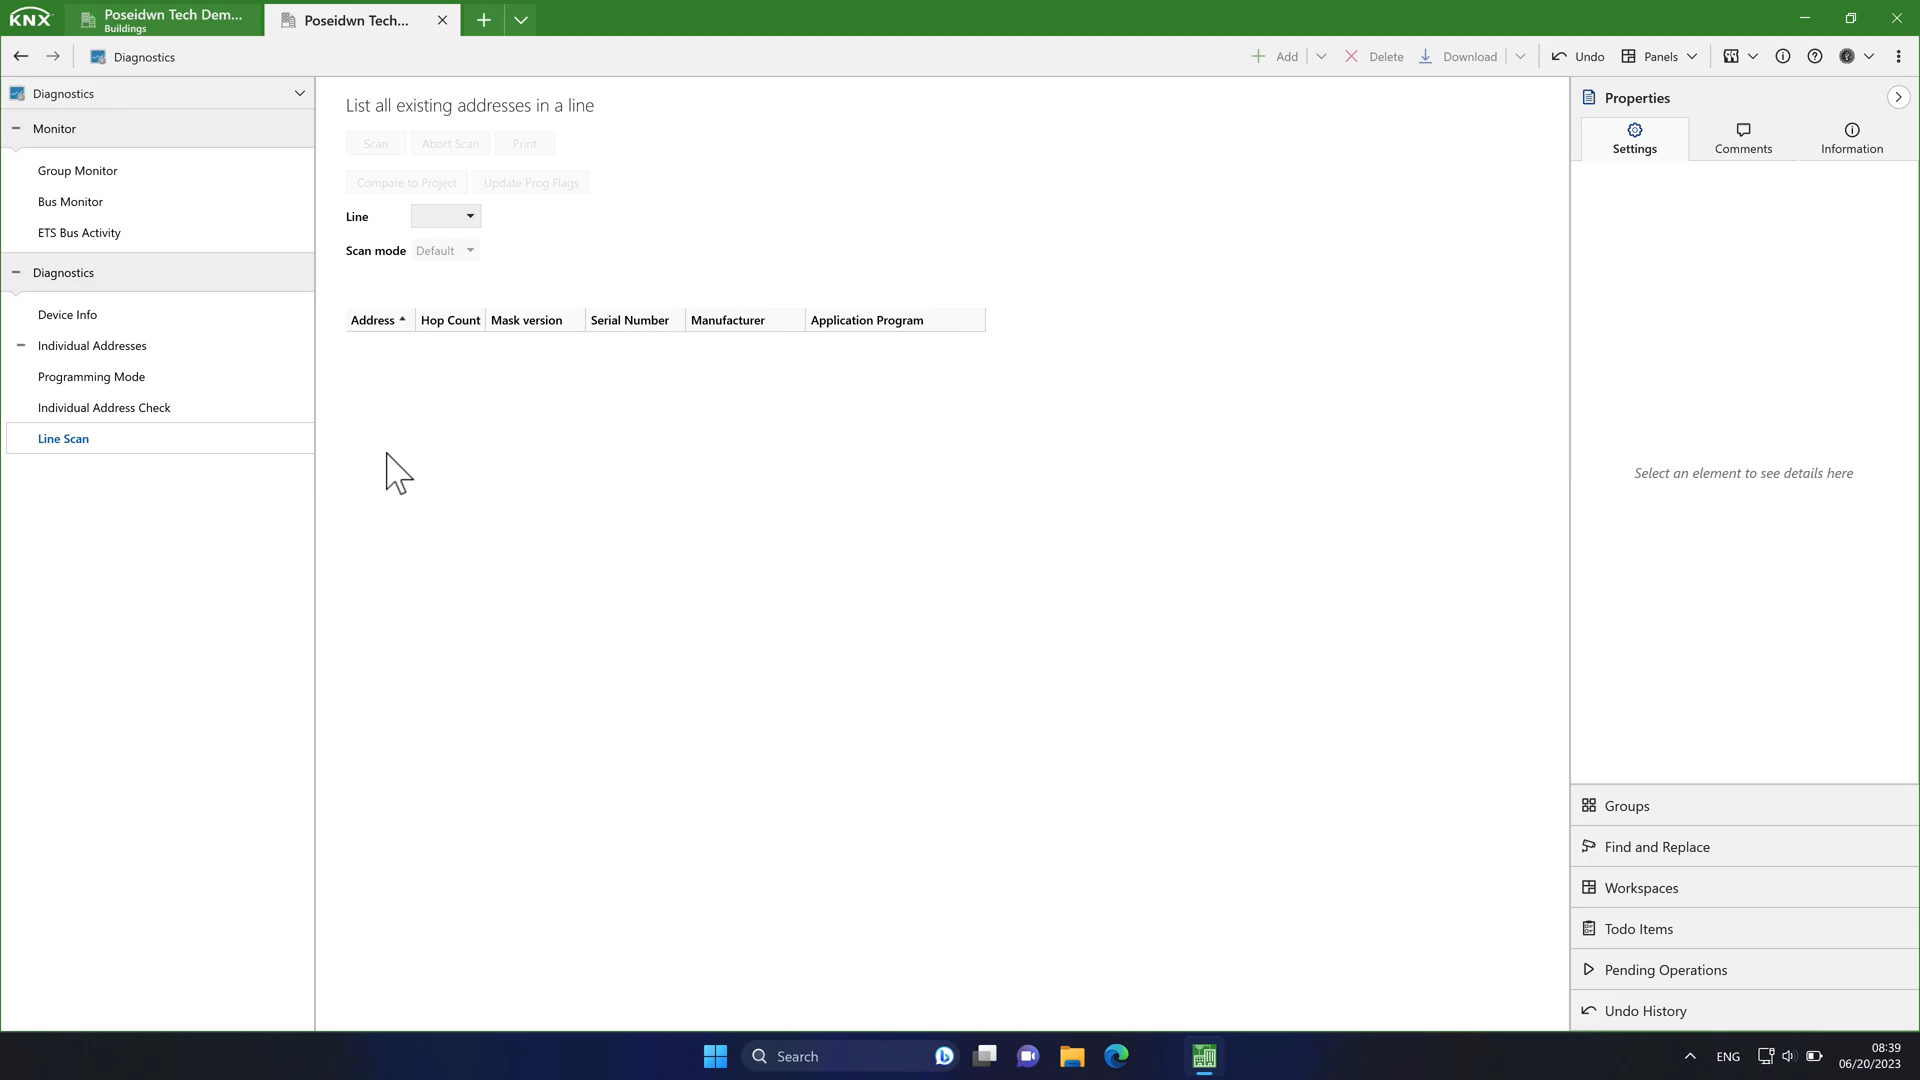 KNX
Poseidwn Tech Dem...
Buildings
Poseidwn Tech...
Diagnostics
Add
Delete
Download
Undo
Panels
Diagnostics
Monitor
Group Monitor
Bus Monitor
ETS Bus Activity
Diagnostics
Device Info
Individual Addresses
Programming Mode
Individual Address Check
Line Scan
List all existing addresses in a line
Scan
Abort Scan
Print
Compare to Project
Update Prog Flags
Line
Scan mode
Default
Address
Hop Count
Mask version
Serial Number
Manufacturer
Application Program
Properties
Settings
Comments
Information
Select an element to see details here
Groups
Find and Replace
Workspaces
Todo Items
Pending Operations
Undo History
Search
ENG
08:39
06/20/2023